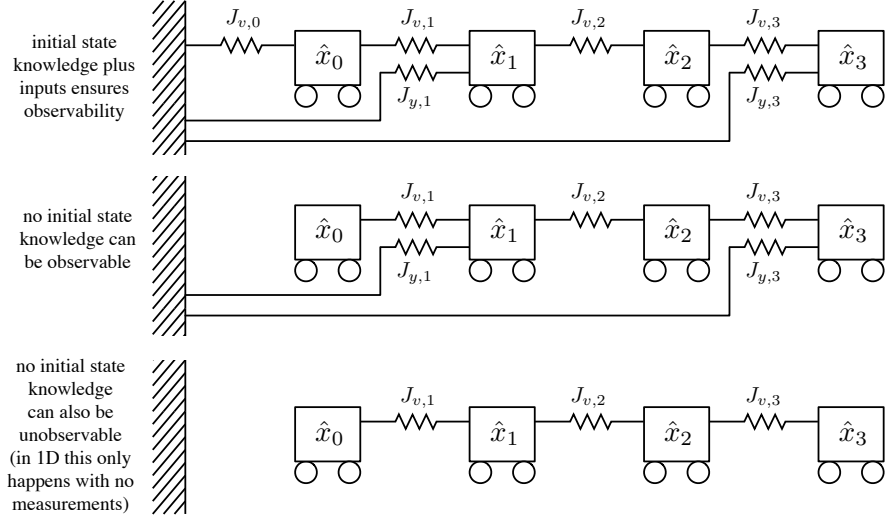 initial state
knowledge plus
inputs ensures
observability
J_{v,0} J_{v,1} J_{v,2} J_{v,3}
x̂_0 x̂_1 x̂_2 x̂_3
J_{y,1} J_{y,3}
no initial state
knowledge can
be observable
J_{v,1} J_{v,2} J_{v,3}
x̂_0 x̂_1 x̂_2 x̂_3
J_{y,1} J_{y,3}
no initial state
knowledge
can also be
unobservable
(in 1D this only
happens with no
measurements)
J_{v,1} J_{v,2} J_{v,3}
x̂_0 x̂_1 x̂_2 x̂_3